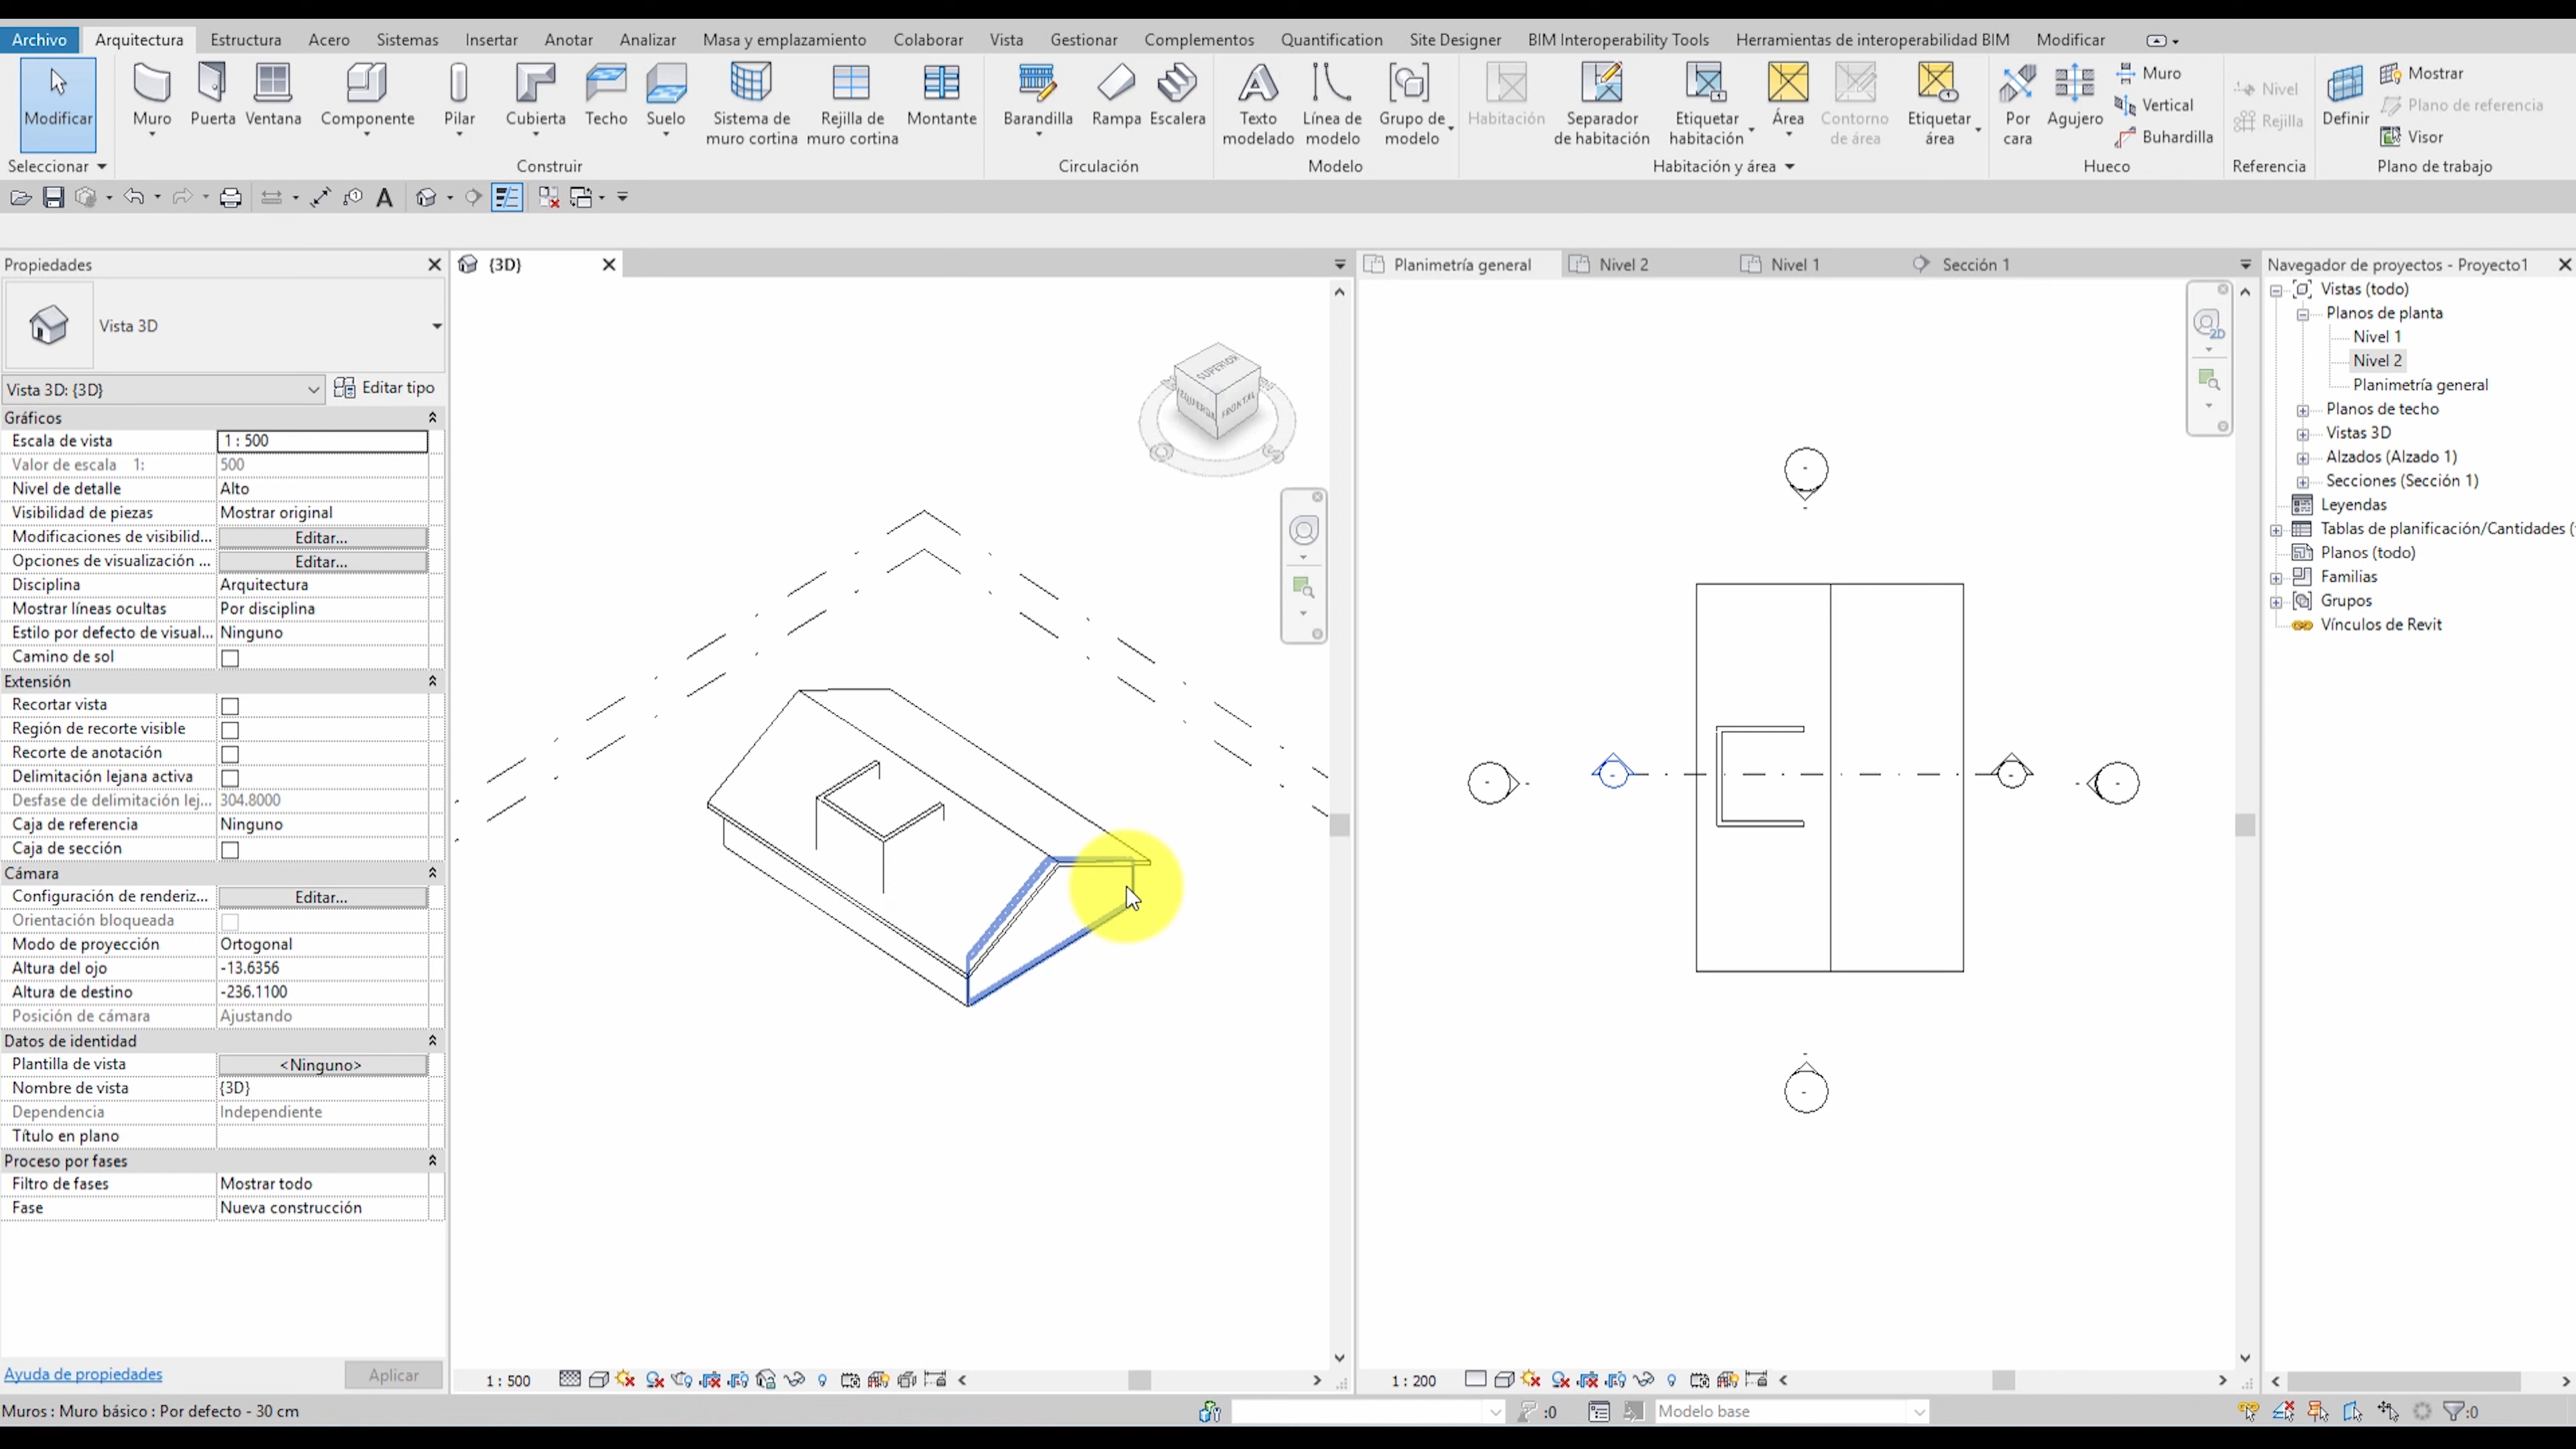 Archivo Arquitectura Estructura Acero Sistemas Insertar Anotar Analizar Masa y emplazamiento Colaborar Vista Gestionar Complementos Quantification Site Designer BIM Interoperability Tools Herramientas de interoperabilidad BIM Modificar
Modificar Muro Puerta Ventana Componente Pilar Cubierta Techo Suelo Sistema de muro cortina Rejilla de muro cortina Montante Barandilla Rampa Escalera Texto modelado Línea de modelo Grupo de modelo Habitación Separador de habitación Etiquetar habitación Área Contorno de área Etiquetar área Por cara Agujero Muro Vertical Buhardilla Nivel Rejilla Definir Mostrar Plano de referencia Visor
Seleccionar Construir Circulación Modelo Habitación y área Hueco Referencia Plano de trabajo
Propiedades
Vista 3D
Vista 3D: {3D} Editar tipo
Gráficos
Escala de vista 1 : 500
Valor de escala 1: 500
Nivel de detalle Alto
Visibilidad de piezas Mostrar original
Modificaciones de visibilid... Editar...
Opciones de visualización ... Editar...
Disciplina Arquitectura
Mostrar líneas ocultas Por disciplina
Estilo por defecto de visual... Ninguno
Camino de sol
Extensión
Recortar vista
Región de recorte visible
Recorte de anotación
Delimitación lejana activa
Desfase de delimitación lej... 304.8000
Caja de referencia Ninguno
Caja de sección
Cámara
Configuración de renderiz... Editar...
Orientación bloqueada
Modo de proyección Ortogonal
Altura del ojo -13.6356
Altura de destino -236.1100
Posición de cámara Ajustando
Datos de identidad
Plantilla de vista <Ninguno>
Nombre de vista {3D}
Dependencia Independiente
Título en plano
Proceso por fases
Filtro de fases Mostrar todo
Fase Nueva construcción
Ayuda de propiedades Aplicar
{3D}
SUPERIOR
IZQUIERDA FRONTAL
1 : 500
Planimetría general Nivel 2 Nivel 1 Sección 1
2D
1 : 200
Navegador de proyectos - Proyecto1
Vistas (todo)
Planos de planta
Nivel 1
Nivel 2
Planimetría general
Planos de techo
Vistas 3D
Alzados (Alzado 1)
Secciones (Sección 1)
Leyendas
Tablas de planificación/Cantidades (
Planos (todo)
Familias
Grupos
Vínculos de Revit
Muros : Muro básico : Por defecto - 30 cm :0 Modelo base :0